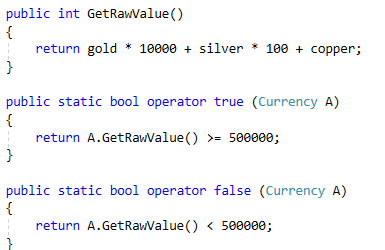 public int GetRawValue()
{
    return gold * 10000 + silver * 100 + copper;
}

public static bool operator true (Currency A)
{
    return A.GetRawValue() >= 500000;
}

public static bool operator false (Currency A)
{
    return A.GetRawValue() < 500000;
}